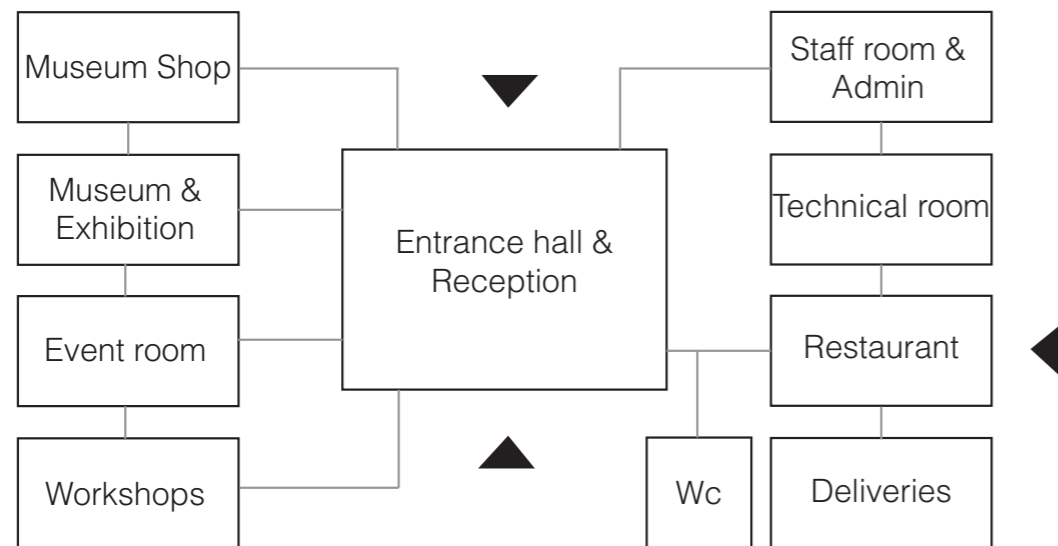 Museum Shop
Staff room &
Admin
Museum &
Exhibition
Entrance hall &
Reception
Technical room
Event room
Restaurant
Workshops
Wc
Deliveries